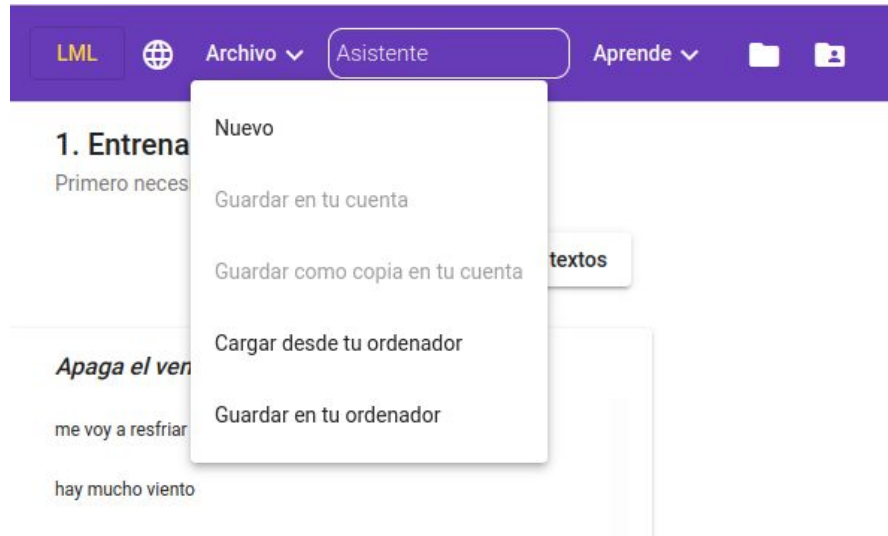 LML Archivo Asistente Aprende
Nuevo
Guardar en tu cuenta
Guardar como copia en tu cuenta
Cargar desde tu ordenador
Guardar en tu ordenador
1. Entrena
Primero neces
textos
Apaga el ven
me voy a resfriar
hay mucho viento